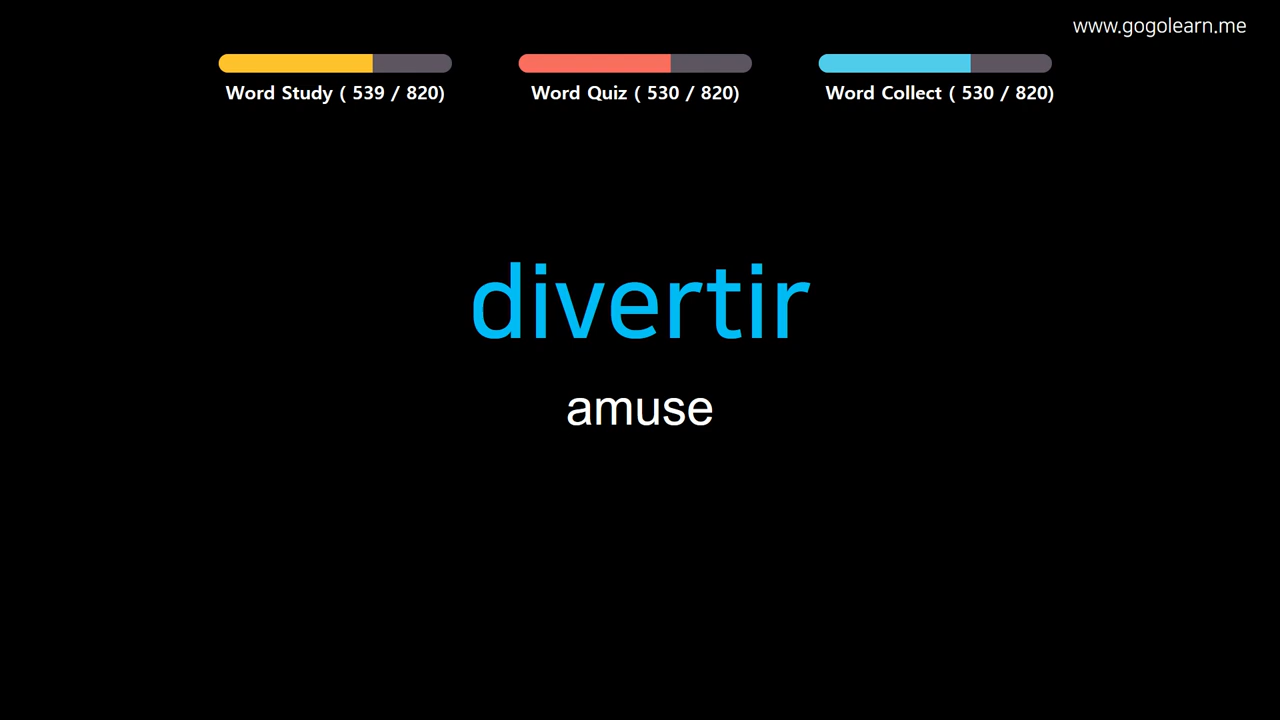 www.gogolearn.me
Word Study ( 539 / 820)
Word Quiz ( 530 / 820)
Word Collect ( 530 / 820)
divertir
amuse